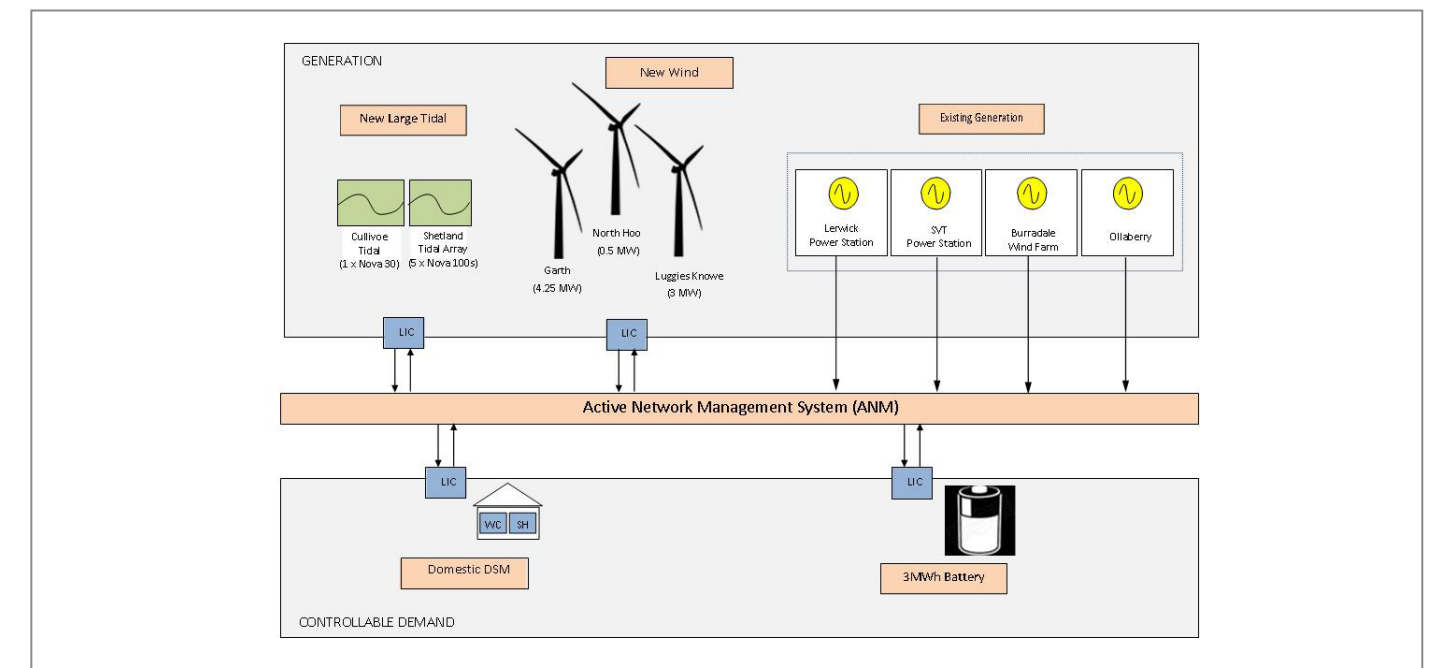 GENERATION
New Wind
New Large Tidal
Existing Generation
Cullivoe
Tidal
(1 x Nova 30)
Shetland
Tidal Array
(5 x Nova 100s)
Garth
(4.25 MW)
North Hoo
(0.5 MW)
Luggies Knowe
(3 MW)
Lerwick
Power Station
SVT
Power Station
Burradale
Wind Farm
Ollaberry
LIC
LIC
Active Network Management System (ANM)
LIC
LIC
WC
SH
Domestic DSM
3MWh Battery
CONTROLLABLE DEMAND